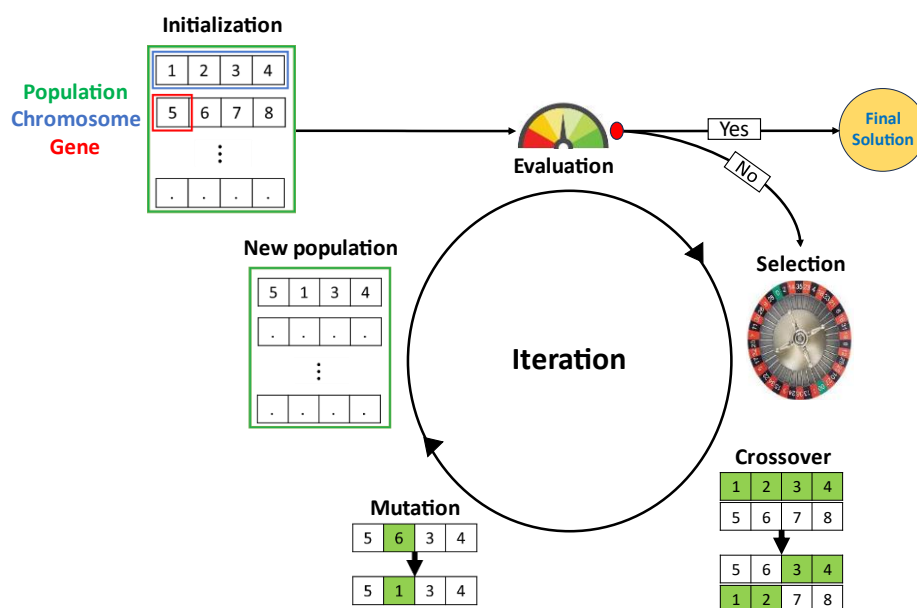 Initialization
Population
Chromosome
Gene
1 2 3 4
5 6 7 8
⋮
. . . .
Evaluation
Yes
No
Final
Solution
New population
5 1 3 4
. . . .
⋮
. . . .
Iteration
Selection
Crossover
1 2 3 4
5 6 7 8
5 6 3 4
1 2 7 8
Mutation
5 6 3 4
5 1 3 4